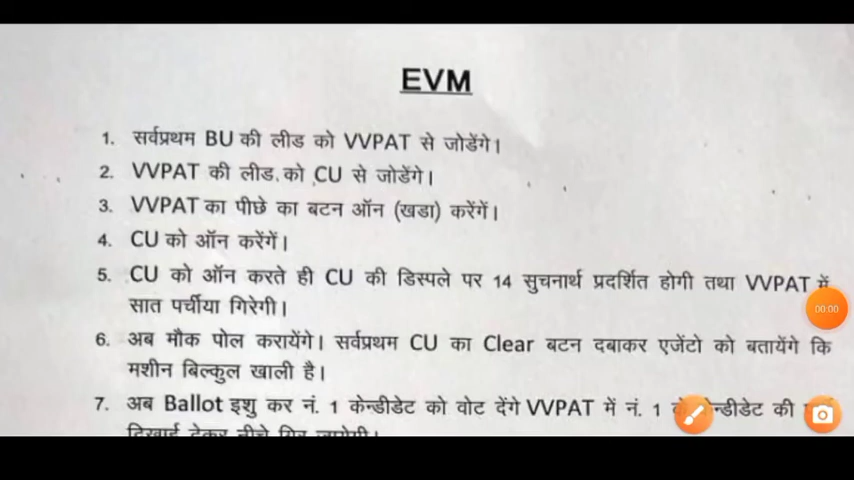 EVM
1. सर्वप्रथम BU की लीड को VVPAT से जोडेंगे।
2. VVPAT की लीड को CU से जोडेंगे।
3. VVPAT का पीछे का बटन ऑन (खडा) करेंगें।
4. CU को ऑन करेंगें।
5. CU को ऑन करते ही CU की डिस्पले पर 14 सुचनार्थ प्रदर्शित होगी तथा VVPAT में
सात पर्चीया गिरेगी।
6. अब मौक पोल करायेंगे। सर्वप्रथम CU का Clear बटन दबाकर एजेंटो को बतायेंगे कि
मशीन बिल्कुल खाली है।
7. अब Ballot इशु कर नं. 1 केन्डीडेट को वोट देंगे VVPAT में नं. 1 की
दिखाई देकर नीचे गिर जायेगी।
00:00